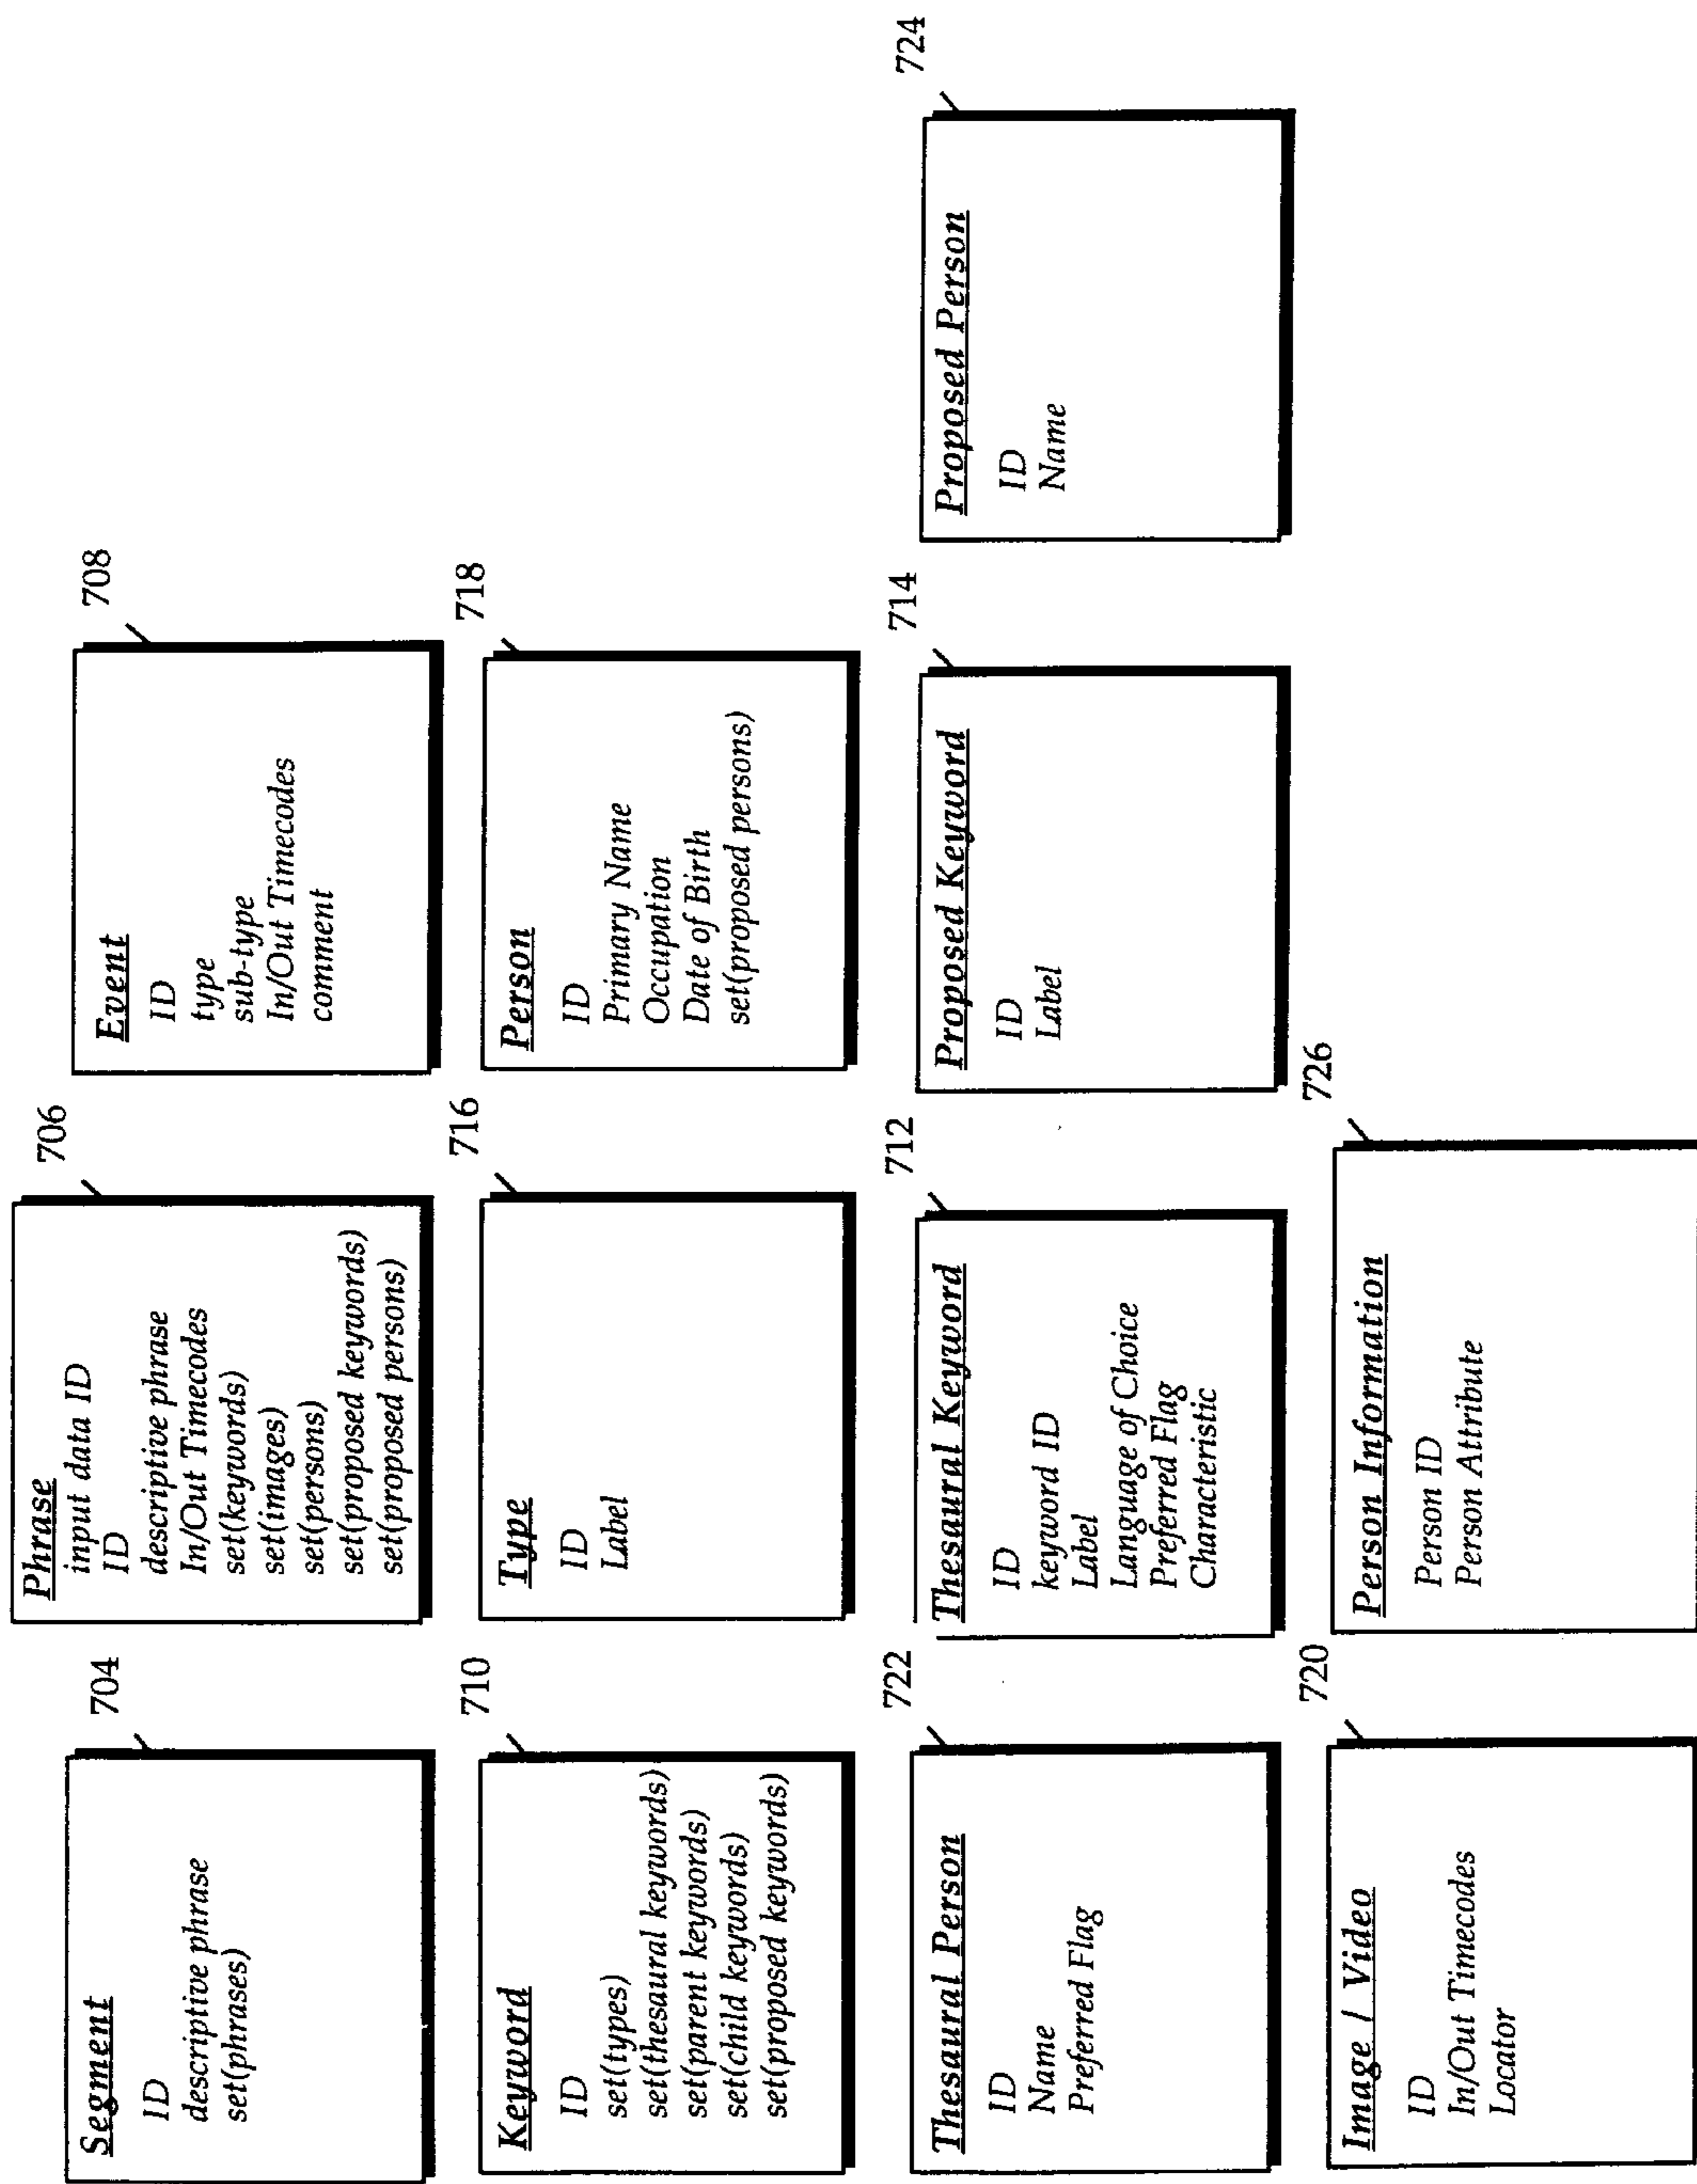 704
Segment
ID
descriptive phrase
set(phrases)
706
Phrase
input data ID
ID
descriptive phrase
In/Out Timecodes
set(keywords)
set(images)
set(persons)
set(proposed keywords)
set(proposed persons)
708
Event
ID
type
sub-type
In/Out Timecodes
comment
710
Keyword
ID
set(types)
set(thesaural keywords)
set(parent keywords)
set(child keywords)
set(proposed keywords)
716
Type
ID
Label
718
Person
ID
Primary Name
Occupation
Date of Birth
set(proposed persons)
722
Thesaural Person
ID
Name
Preferred Flag
712
Thesaural Keyword
ID
keyword ID
Label
Language of Choice
Preferred Flag
Characteristic
714
Proposed Keyword
ID
Label
724
Proposed Person
ID
Name
720
Image / Video
ID
In/Out Timecodes
Locator
726
Person Information
Person ID
Person Attribute